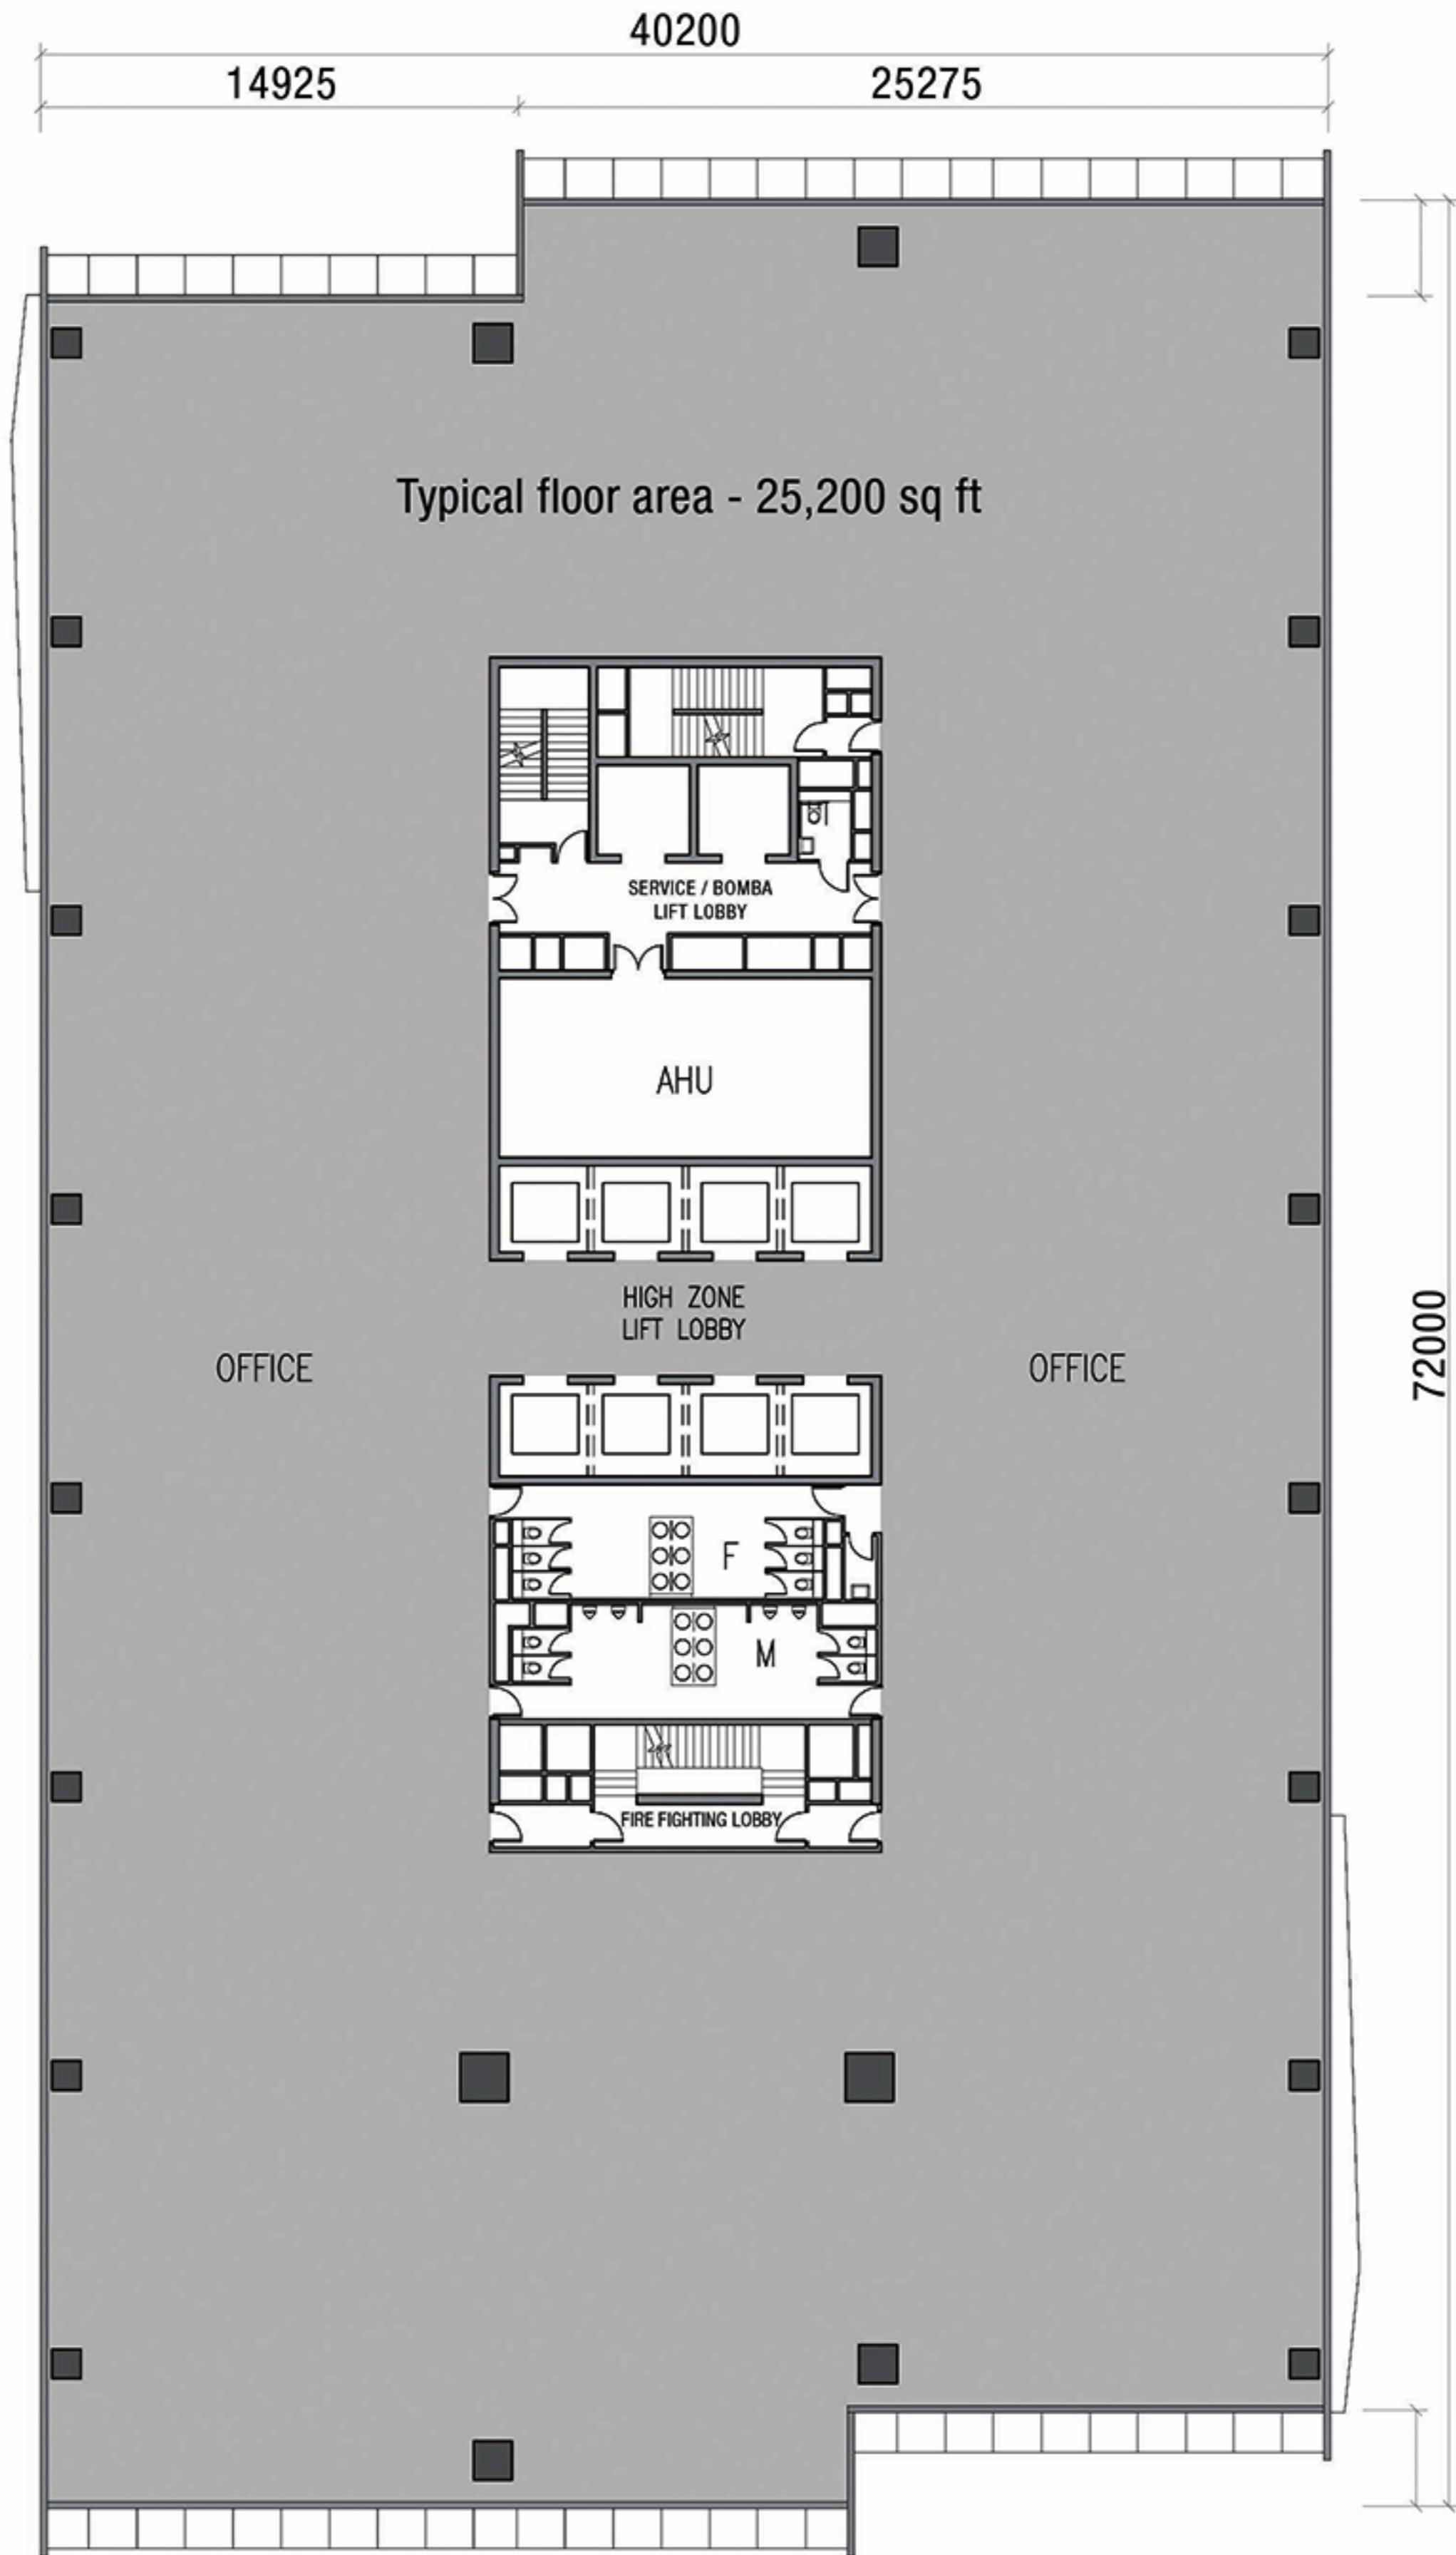 40200
14925
25275
Typical floor area - 25,200 sq ft
SERVICE / BOMBA
LIFT LOBBY
AHU
HIGH ZONE
LIFT LOBBY
OFFICE
OFFICE
72000
F
M
FIRE FIGHTING LOBBY